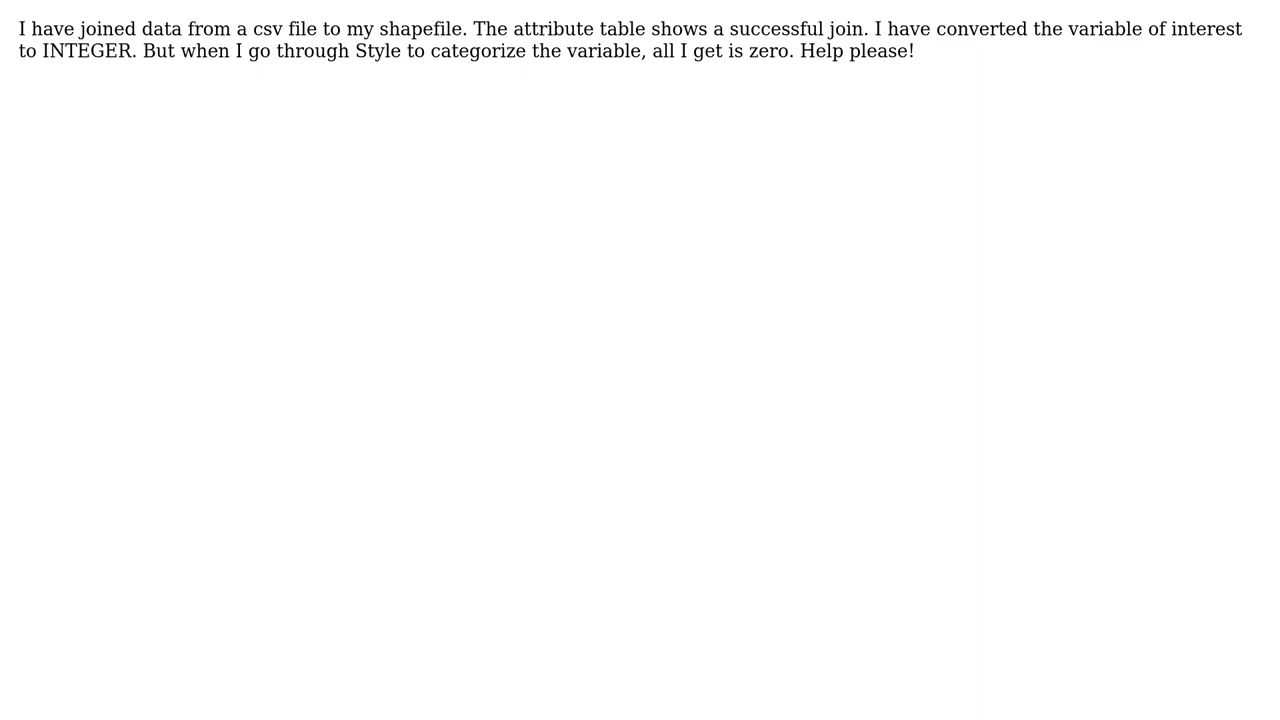 I have joined data from a csv file to my shapefile. The attribute table shows a successful join. I have converted the variable of interest
to INTEGER. But when I go through Style to categorize the variable, all I get is zero. Help please!